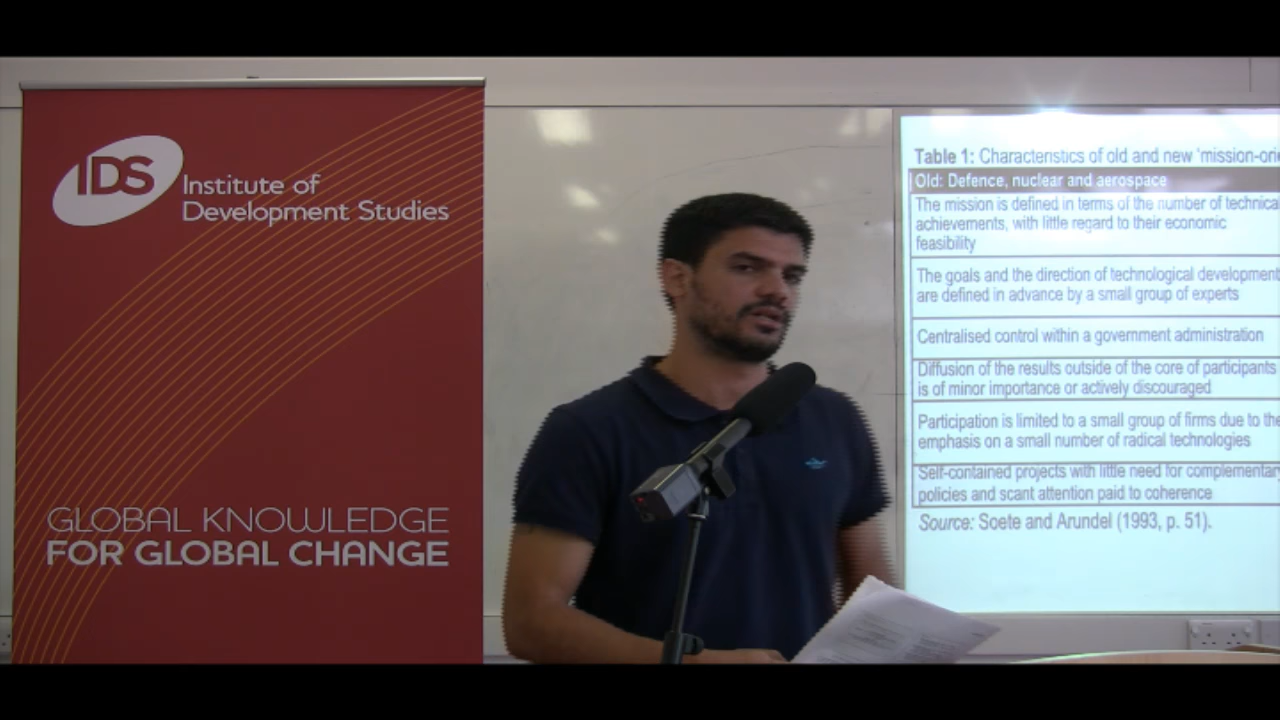 IDS
Institute of
Development Studies
GLOBAL KNOWLEDGE
FOR GLOBAL CHANGE
Table 1: Characteristics of old and new 'mission-ori
Old: Defence, nuclear and aerospace
The mission is defined in terms of the number of technical
achievements, with little regard to their economic
feasibility
The goals and the direction of technological development
are defined in advance by a small group of experts
Centralised control within a government administration
Diffusion of the results outside of the core of participants
is of minor importance or actively discouraged
Participation is limited to a small group of firms due to the
emphasis on a small number of radical technologies
Self-contained projects with little need for complementary
policies and scant attention paid to coherence
Source: Soete and Arundel (1993, p. 51).